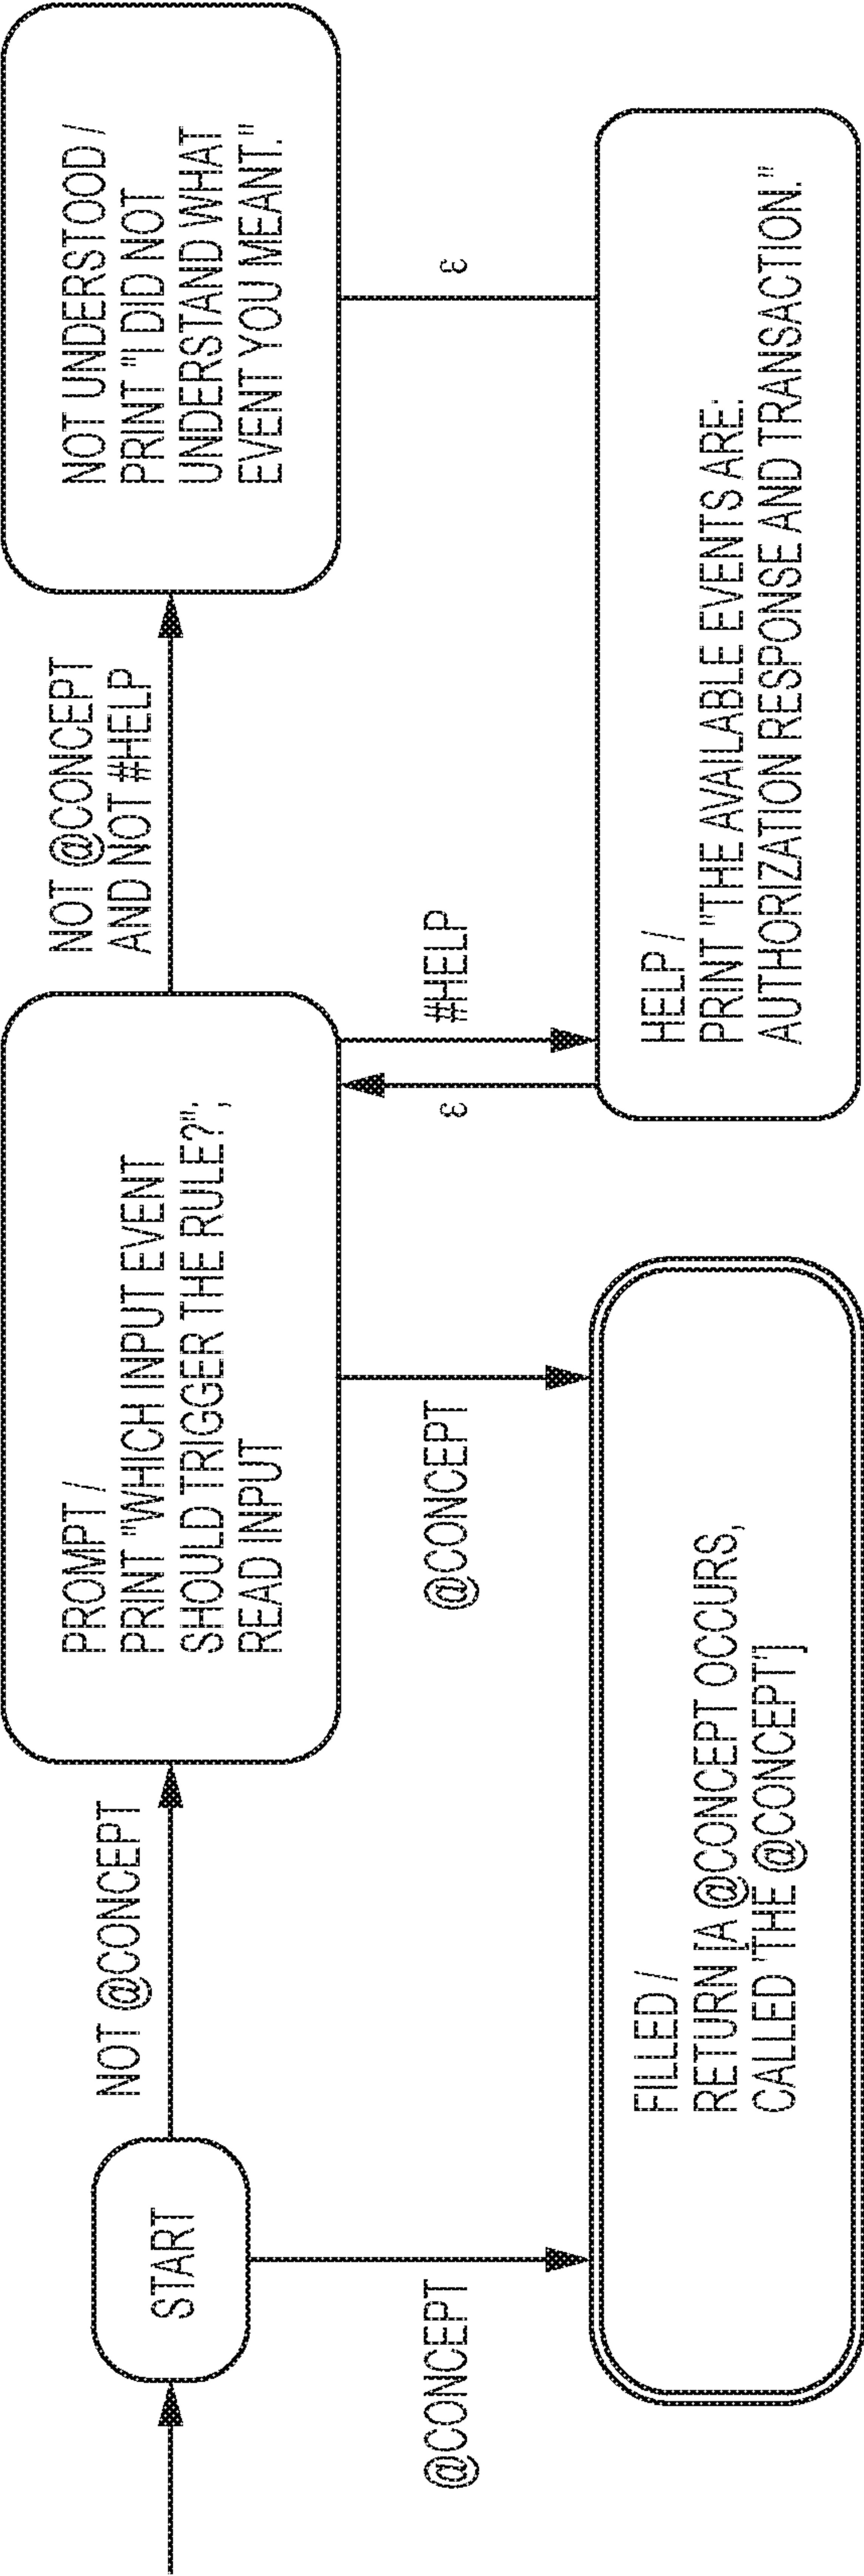 START
NOT @CONCEPT
@CONCEPT
PROMPT /
PRINT "WHICH INPUT EVENT
SHOULD TRIGGER THE RULE?";
READ INPUT
NOT @CONCEPT
AND NOT #HELP
NOT UNDERSTOOD /
PRINT "I DID NOT
UNDERSTAND WHAT
EVENT YOU MEANT."
@CONCEPT
ε
#HELP
ε
FILLED /
RETURN [A @CONCEPT OCCURS,
CALLED 'THE @CONCEPT']
HELP /
PRINT "THE AVAILABLE EVENTS ARE:
AUTHORIZATION RESPONSE AND TRANSACTION."